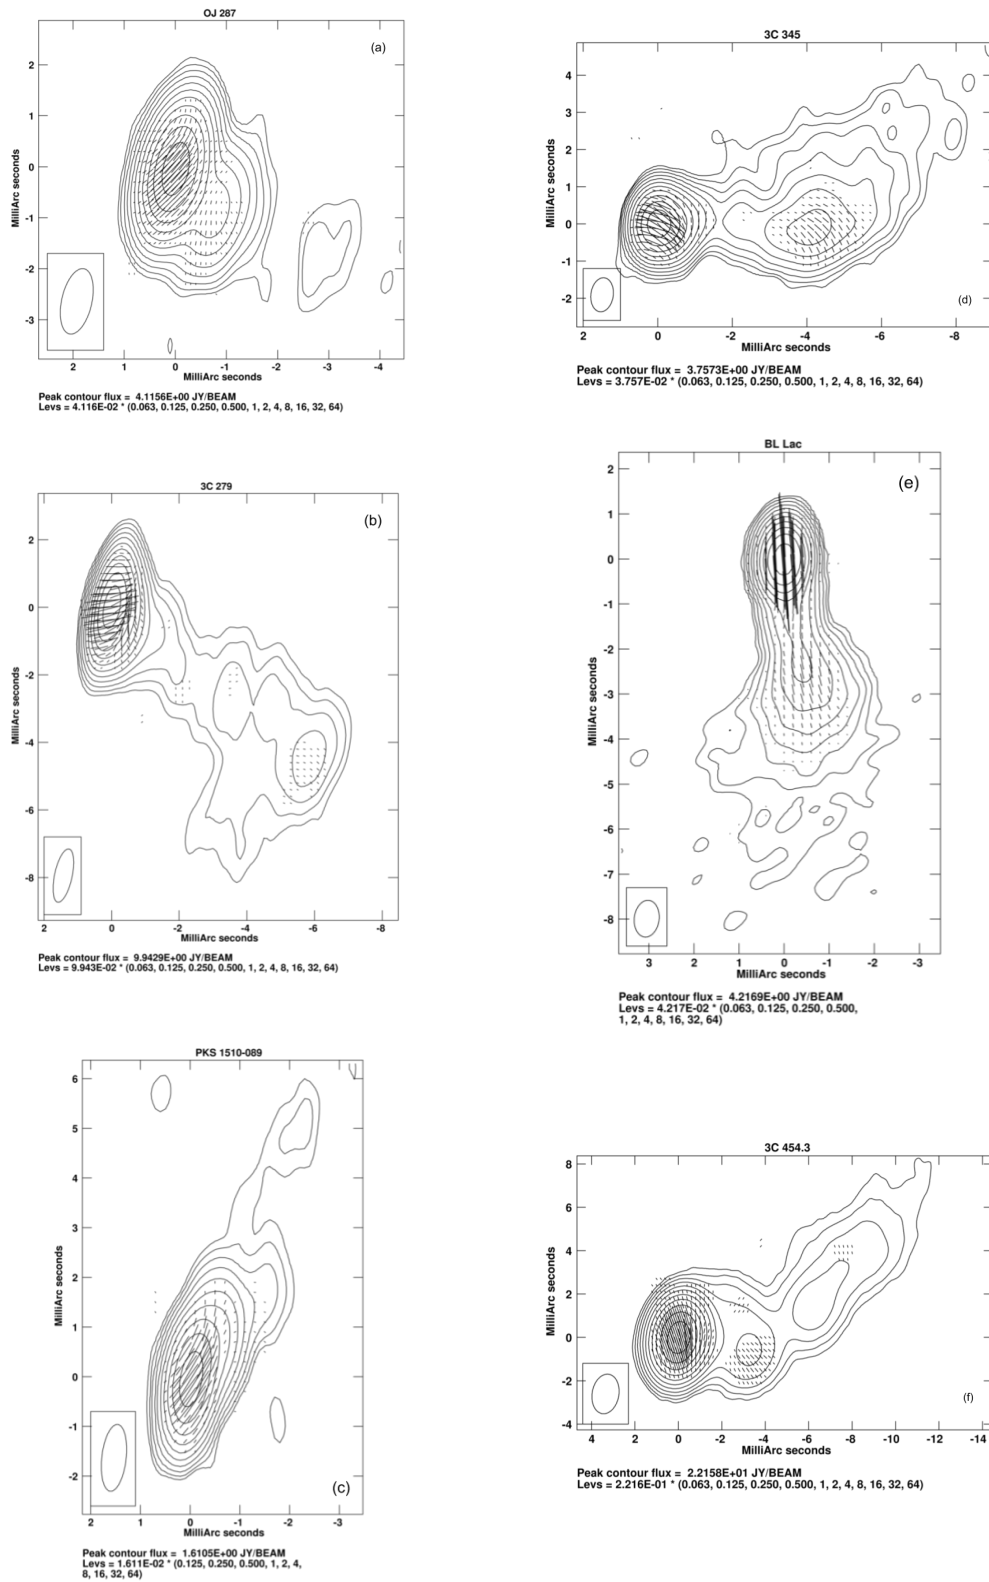 OJ 287
(a)
MilliArc seconds
2
1
0
-1
-2
-3
2 1 0 -1 -2 -3 -4
MilliArc seconds
Peak contour flux = 4.1156E+00 JY/BEAM
Levs = 4.116E-02 * (0.063, 0.125, 0.250, 0.500, 1, 2, 4, 8, 16, 32, 64)
3C 345
(d)
MilliArc seconds
4
3
2
1
0
-1
-2
2 0 -2 -4 -6 -8
MilliArc seconds
Peak contour flux = 3.7573E+00 JY/BEAM
Levs = 3.757E-02 * (0.063, 0.125, 0.250, 0.500, 1, 2, 4, 8, 16, 32, 64)
3C 279
(b)
MilliArc seconds
2
0
-2
-4
-6
-8
2 0 -2 -4 -6 -8
MilliArc seconds
Peak contour flux = 9.9429E+00 JY/BEAM
Levs = 9.943E-02 * (0.063, 0.125, 0.250, 0.500, 1, 2, 4, 8, 16, 32, 64)
BL Lac
(e)
MilliArc seconds
2
1
0
-1
-2
-3
-4
-5
-6
-7
-8
3 2 1 0 -1 -2 -3
MilliArc seconds
Peak contour flux = 4.2169E+00 JY/BEAM
Levs = 4.217E-02 * (0.063, 0.125, 0.250, 0.500,
1, 2, 4, 8, 16, 32, 64)
PKS 1510-089
(c)
MilliArc seconds
6
5
4
3
2
1
0
-1
-2
2 1 0 -1 -2 -3
MilliArc seconds
Peak contour flux = 1.6105E+00 JY/BEAM
Levs = 1.611E-02 * (0.125, 0.250, 0.500, 1, 2, 4,
8, 16, 32, 64)
3C 454.3
(f)
MilliArc seconds
8
6
4
2
0
-2
-4
4 2 0 -2 -4 -6 -8 -10 -12 -14
MilliArc seconds
Peak contour flux = 2.2158E+01 JY/BEAM
Levs = 2.216E-01 * (0.063, 0.125, 0.250, 0.500, 1, 2, 4, 8, 16, 32, 64)